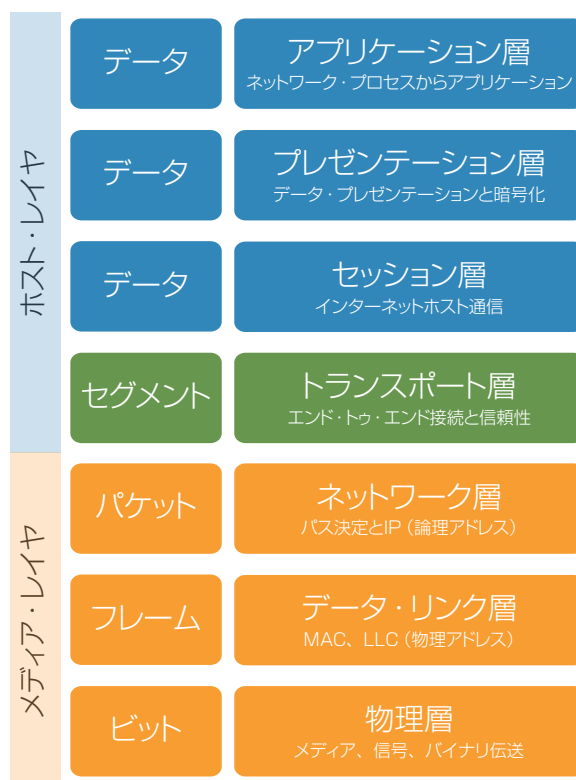 ホスト・レイヤ
データ
アプリケーション層
ネットワーク・プロセスからアプリケーション
データ
プレゼンテーション層
データ・プレゼンテーションと暗号化
データ
セッション層
インターネットホスト通信
セグメント
トランスポート層
エンド・トゥ・エンド接続と信頼性
メディア・レイヤ
パケット
ネットワーク層
パス決定とIP（論理アドレス）
フレーム
データ・リンク層
MAC、LLC（物理アドレス）
ビット
物理層
メディア、信号、バイナリ伝送